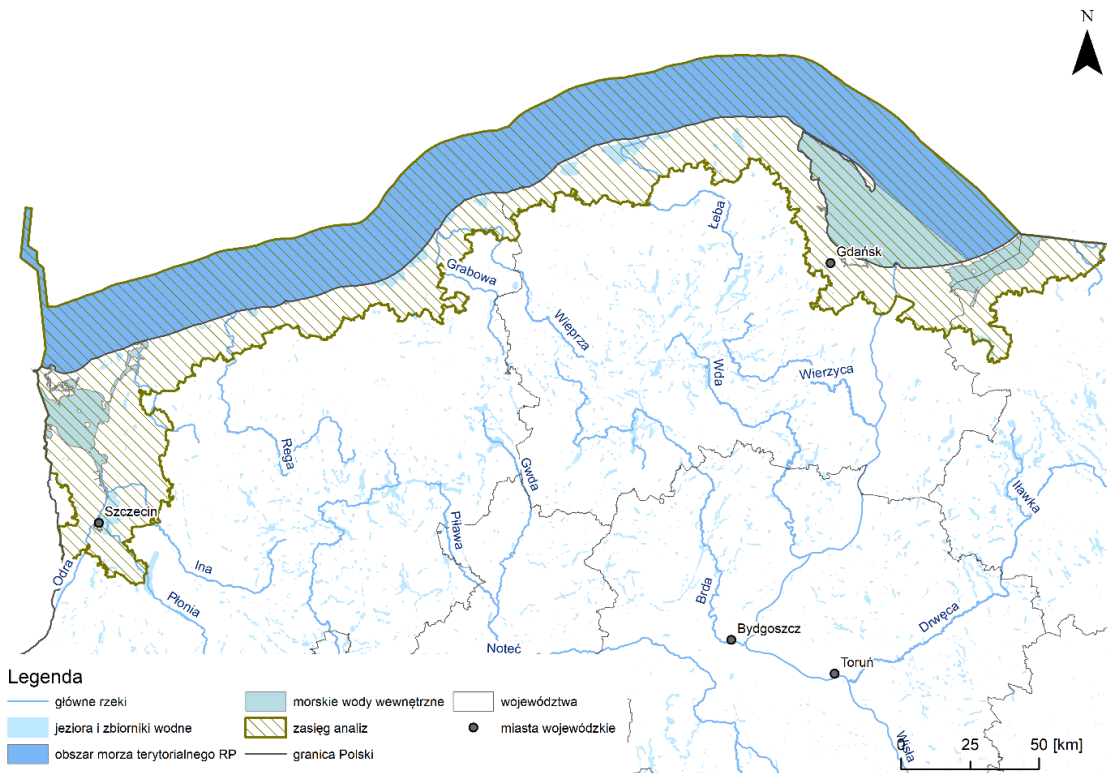 N
Łeba
Gdańsk
Grabowa
Wieprza
Wda
Wierzyca
Rega
Gwda
Iławka
Szczecin
Piława
Odra
Ina
Płonia
Brda
Drwęca
Bydgoszcz
Noteć
Toruń
Legenda
główne rzeki
morskie wody wewnętrzne
województwa
jeziora i zbiorniki wodne
zasięg analiz
miasta wojewódzkie
obszar morza terytorialnego RP
granica Polski
Wisła
0 25 50 [km]